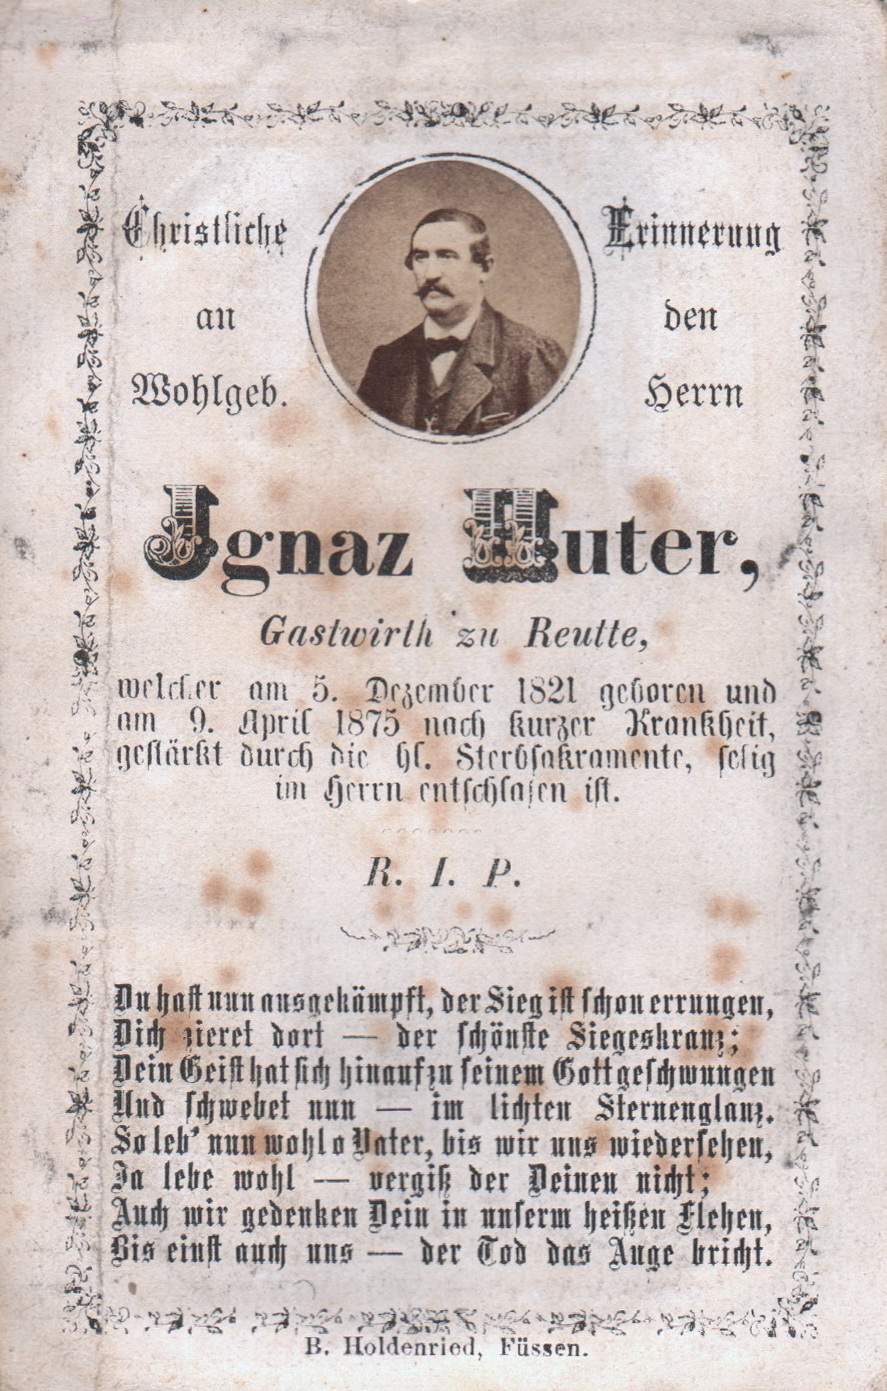 Christliche Erinnerung
an den
Wohlgeb. Herrn
Ignaz Auter,
Gastwirth zu Reutte,
welcher am 5. Dezember 1821 geboren und
am 9. April 1875 nach kurzer Krankheit,
gestärkt durch die hl. Sterbsakramente, selig
im Herrn entschlafen ist.
R. I. P.
Du hast nun ausgekämpft, der Sieg ist schon errungen,
Dich zieret dort — der schönste Siegeskranz;
Dein Geist hat sich hinauf zu seinem Gott geschwungen
Und schwebet nun — im lichten Sternenglanz.
So leb' nun wohl o Vater, bis wir uns wiedersehen,
Ja lebe wohl — vergiß der Deinen nicht;
Auch wir gedenken Dein in unserm heißen Flehen,
Bis einst auch uns — der Tod das Auge bricht.
B. Holdenried, Füssen.